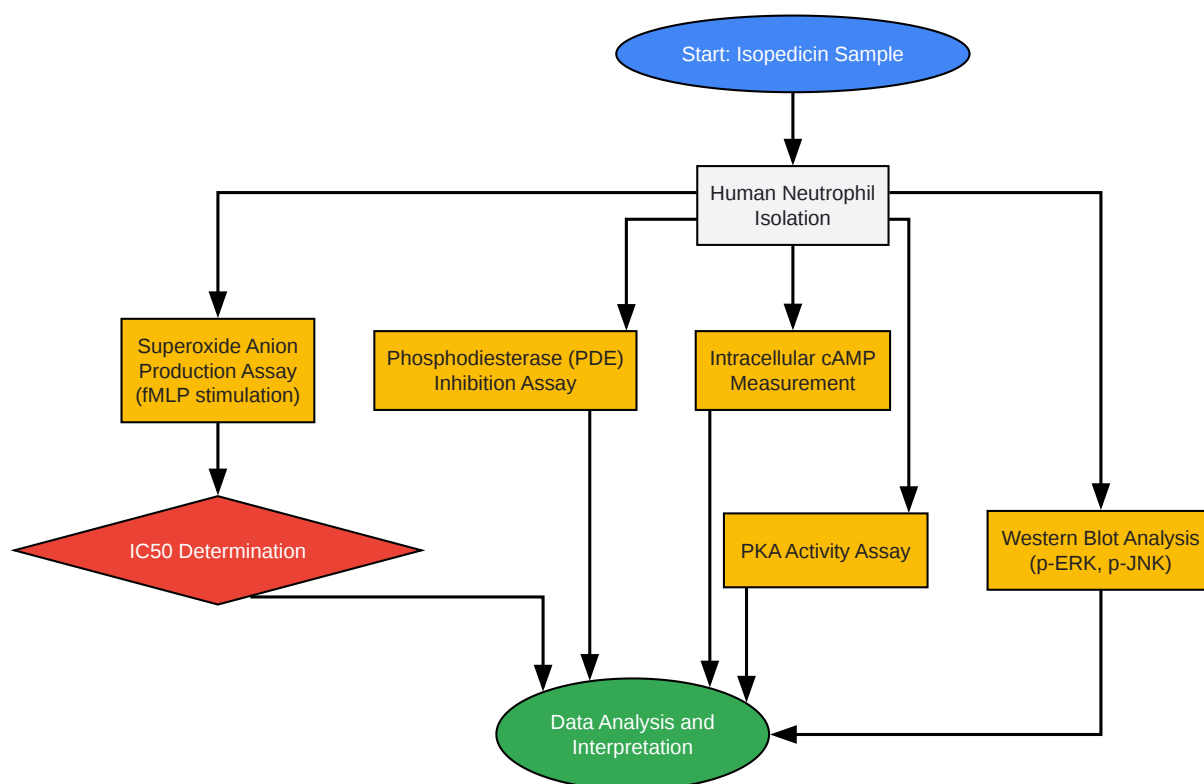 Start: Isopedicin Sample
Human Neutrophil
Isolation
Superoxide Anion
Production Assay
(fMLP stimulation)
Phosphodiesterase (PDE)
Inhibition Assay
Intracellular cAMP
Measurement
IC50 Determination
PKA Activity Assay
Western Blot Analysis
(p-ERK, p-JNK)
Data Analysis and
Interpretation